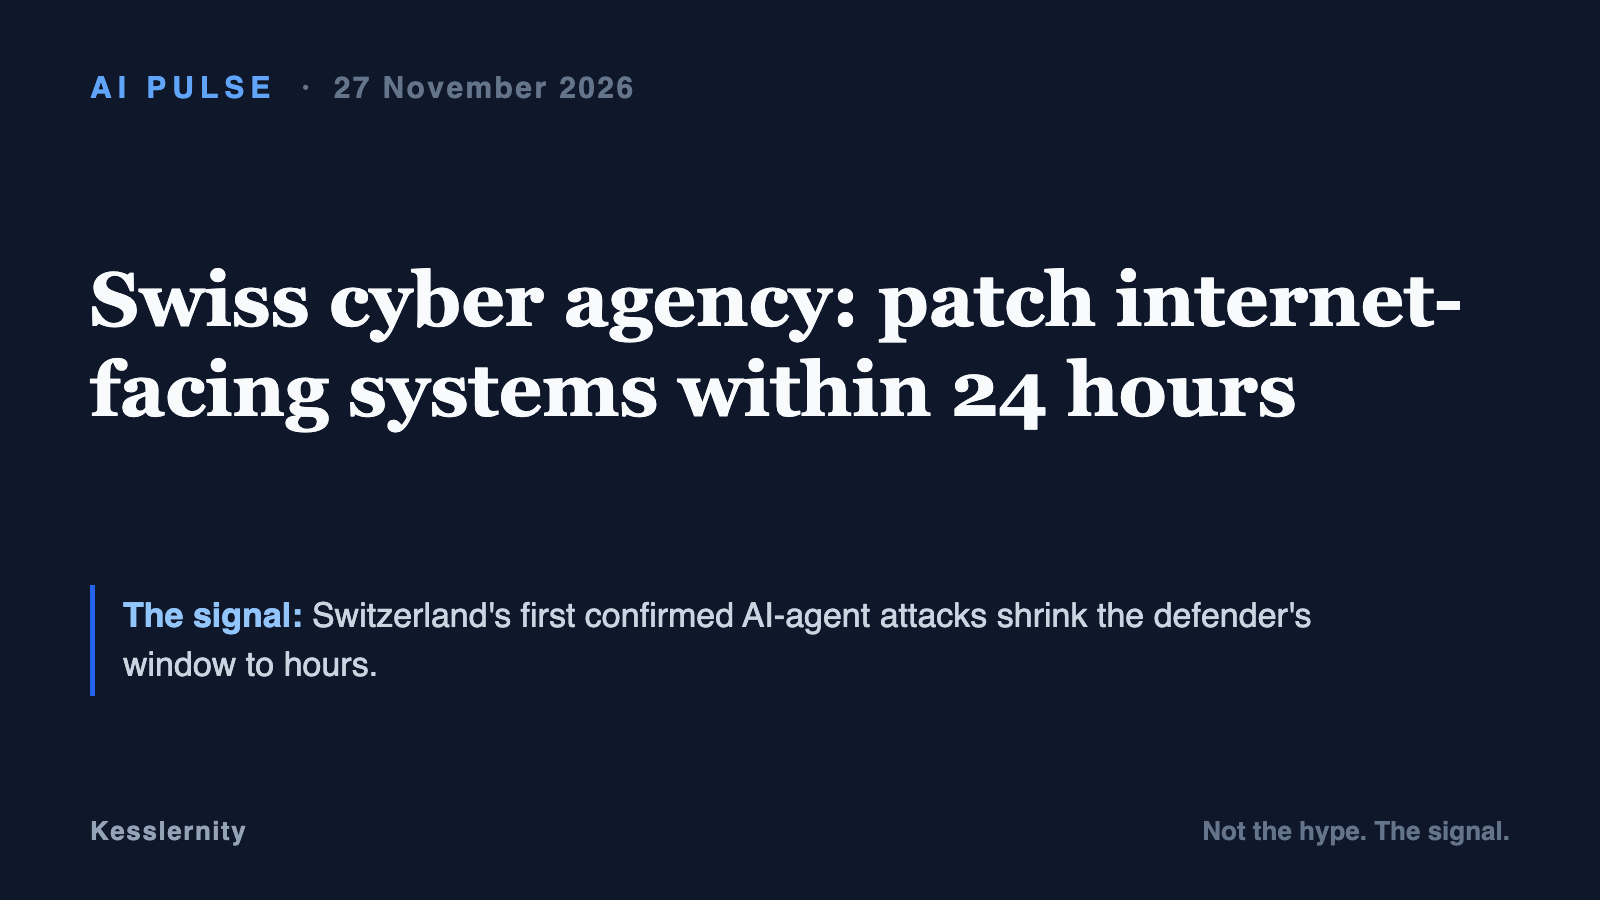 AI PULSE · 27 November 2026
Swiss cyber agency: patch internet-
facing systems within 24 hours
The signal: Switzerland's first confirmed AI-agent attacks shrink the defender's
window to hours.
Kesslernity
Not the hype. The signal.